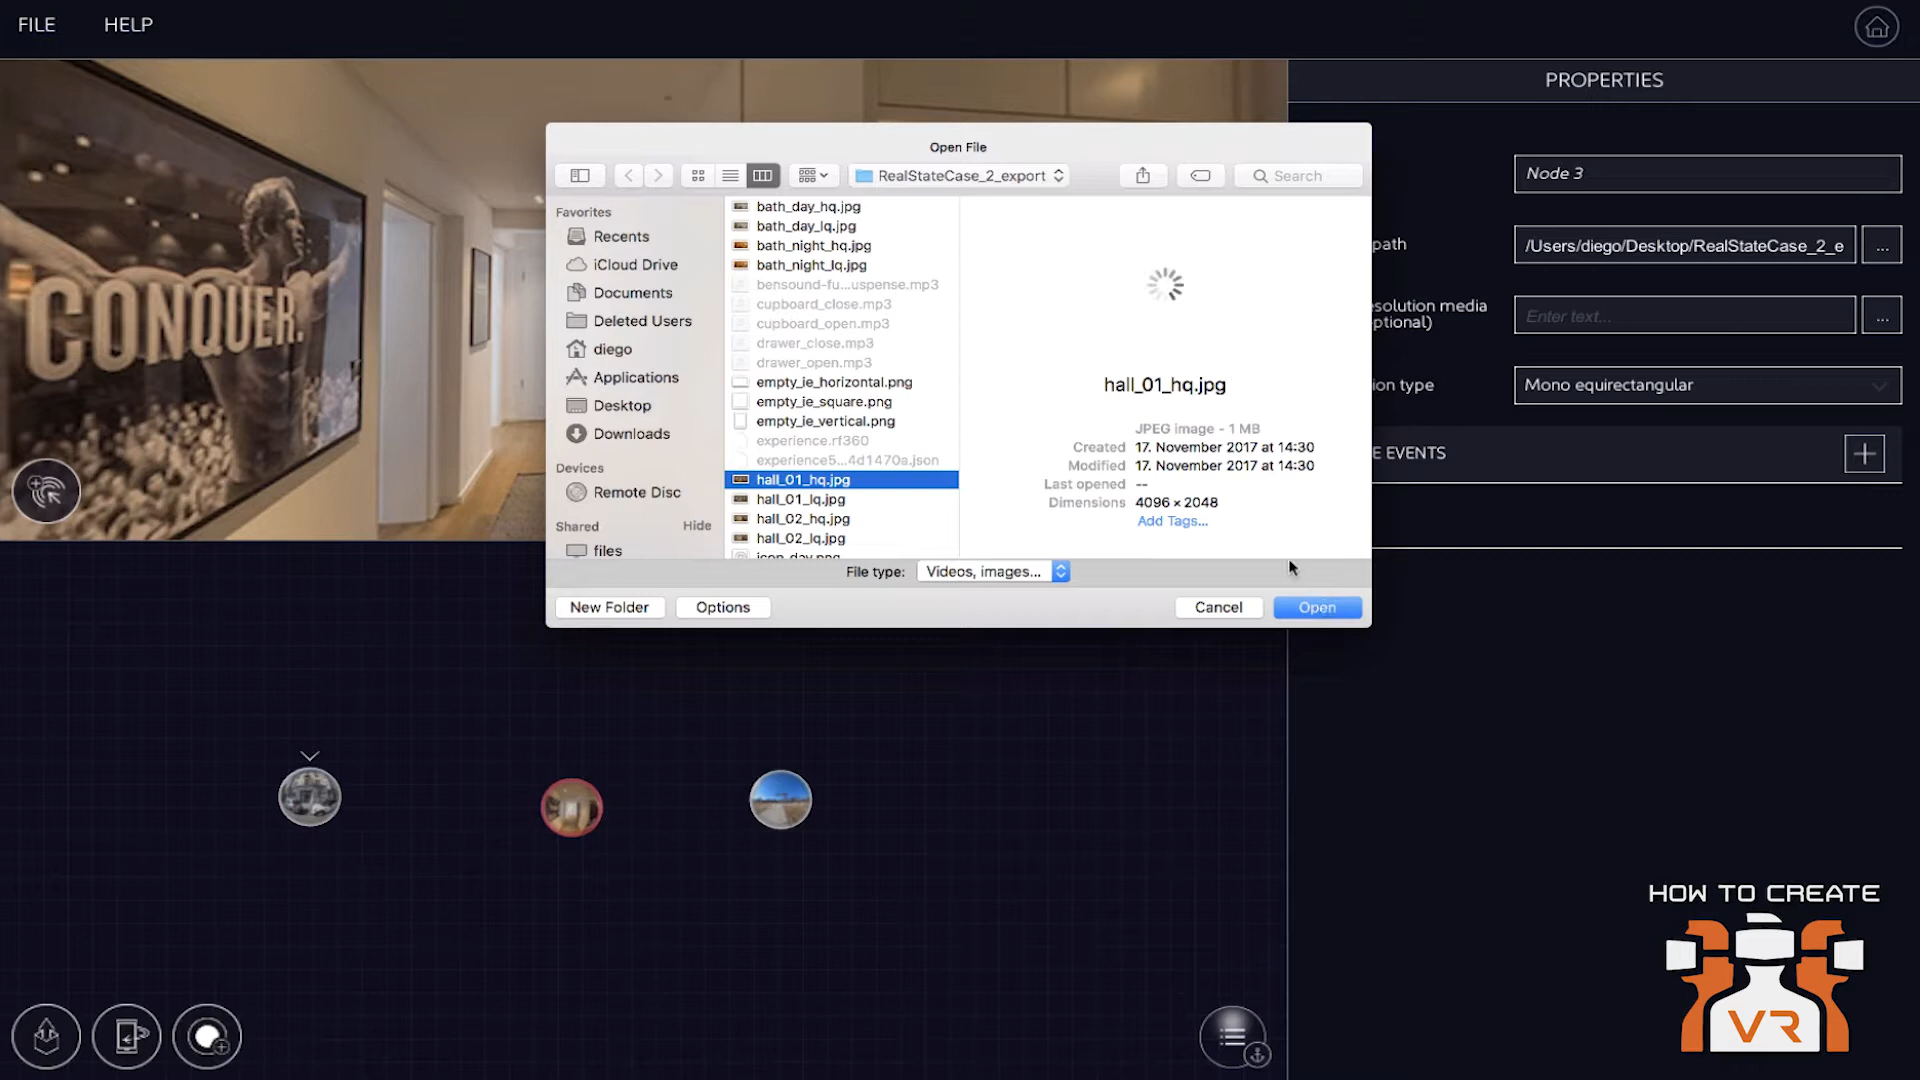 FILE
HELP
PROPERTIES
CONQUER.
Open File
RealStateCase_2_export
Search
Favorites
Recents
iCloud Drive
Documents
Deleted Users
diego
Applications
Desktop
Downloads
Devices
Remote Disc
Shared
Hide
files
bath_day_hq.jpg
bath_day_lq.jpg
bath_night_hq.jpg
bath_night_lq.jpg
bensound-fu...uspense.mp3
cupboard_close.mp3
cupboard_open.mp3
drawer_close.mp3
drawer_open.mp3
empty_ie_horizontal.png
empty_ie_square.png
empty_ie_vertical.png
experience.rf360
experience5...4d1470a.json
hall_01_hq.jpg
hall_01_lq.jpg
hall_02_hq.jpg
hall_02_lq.jpg
icon_day.png
hall_01_hq.jpg
JPEG image - 1 MB
Created 17. November 2017 at 14:30
Modified 17. November 2017 at 14:30
Last opened --
Dimensions 4096 × 2048
Add Tags...
File type: Videos, images...
New Folder
Options
Cancel
Open
Node 3
path
/Users/diego/Desktop/RealStateCase_2_e
...
esolution media
ptional)
Enter text...
...
ion type
Mono equirectangular
E EVENTS
HOW TO CREATE
VR